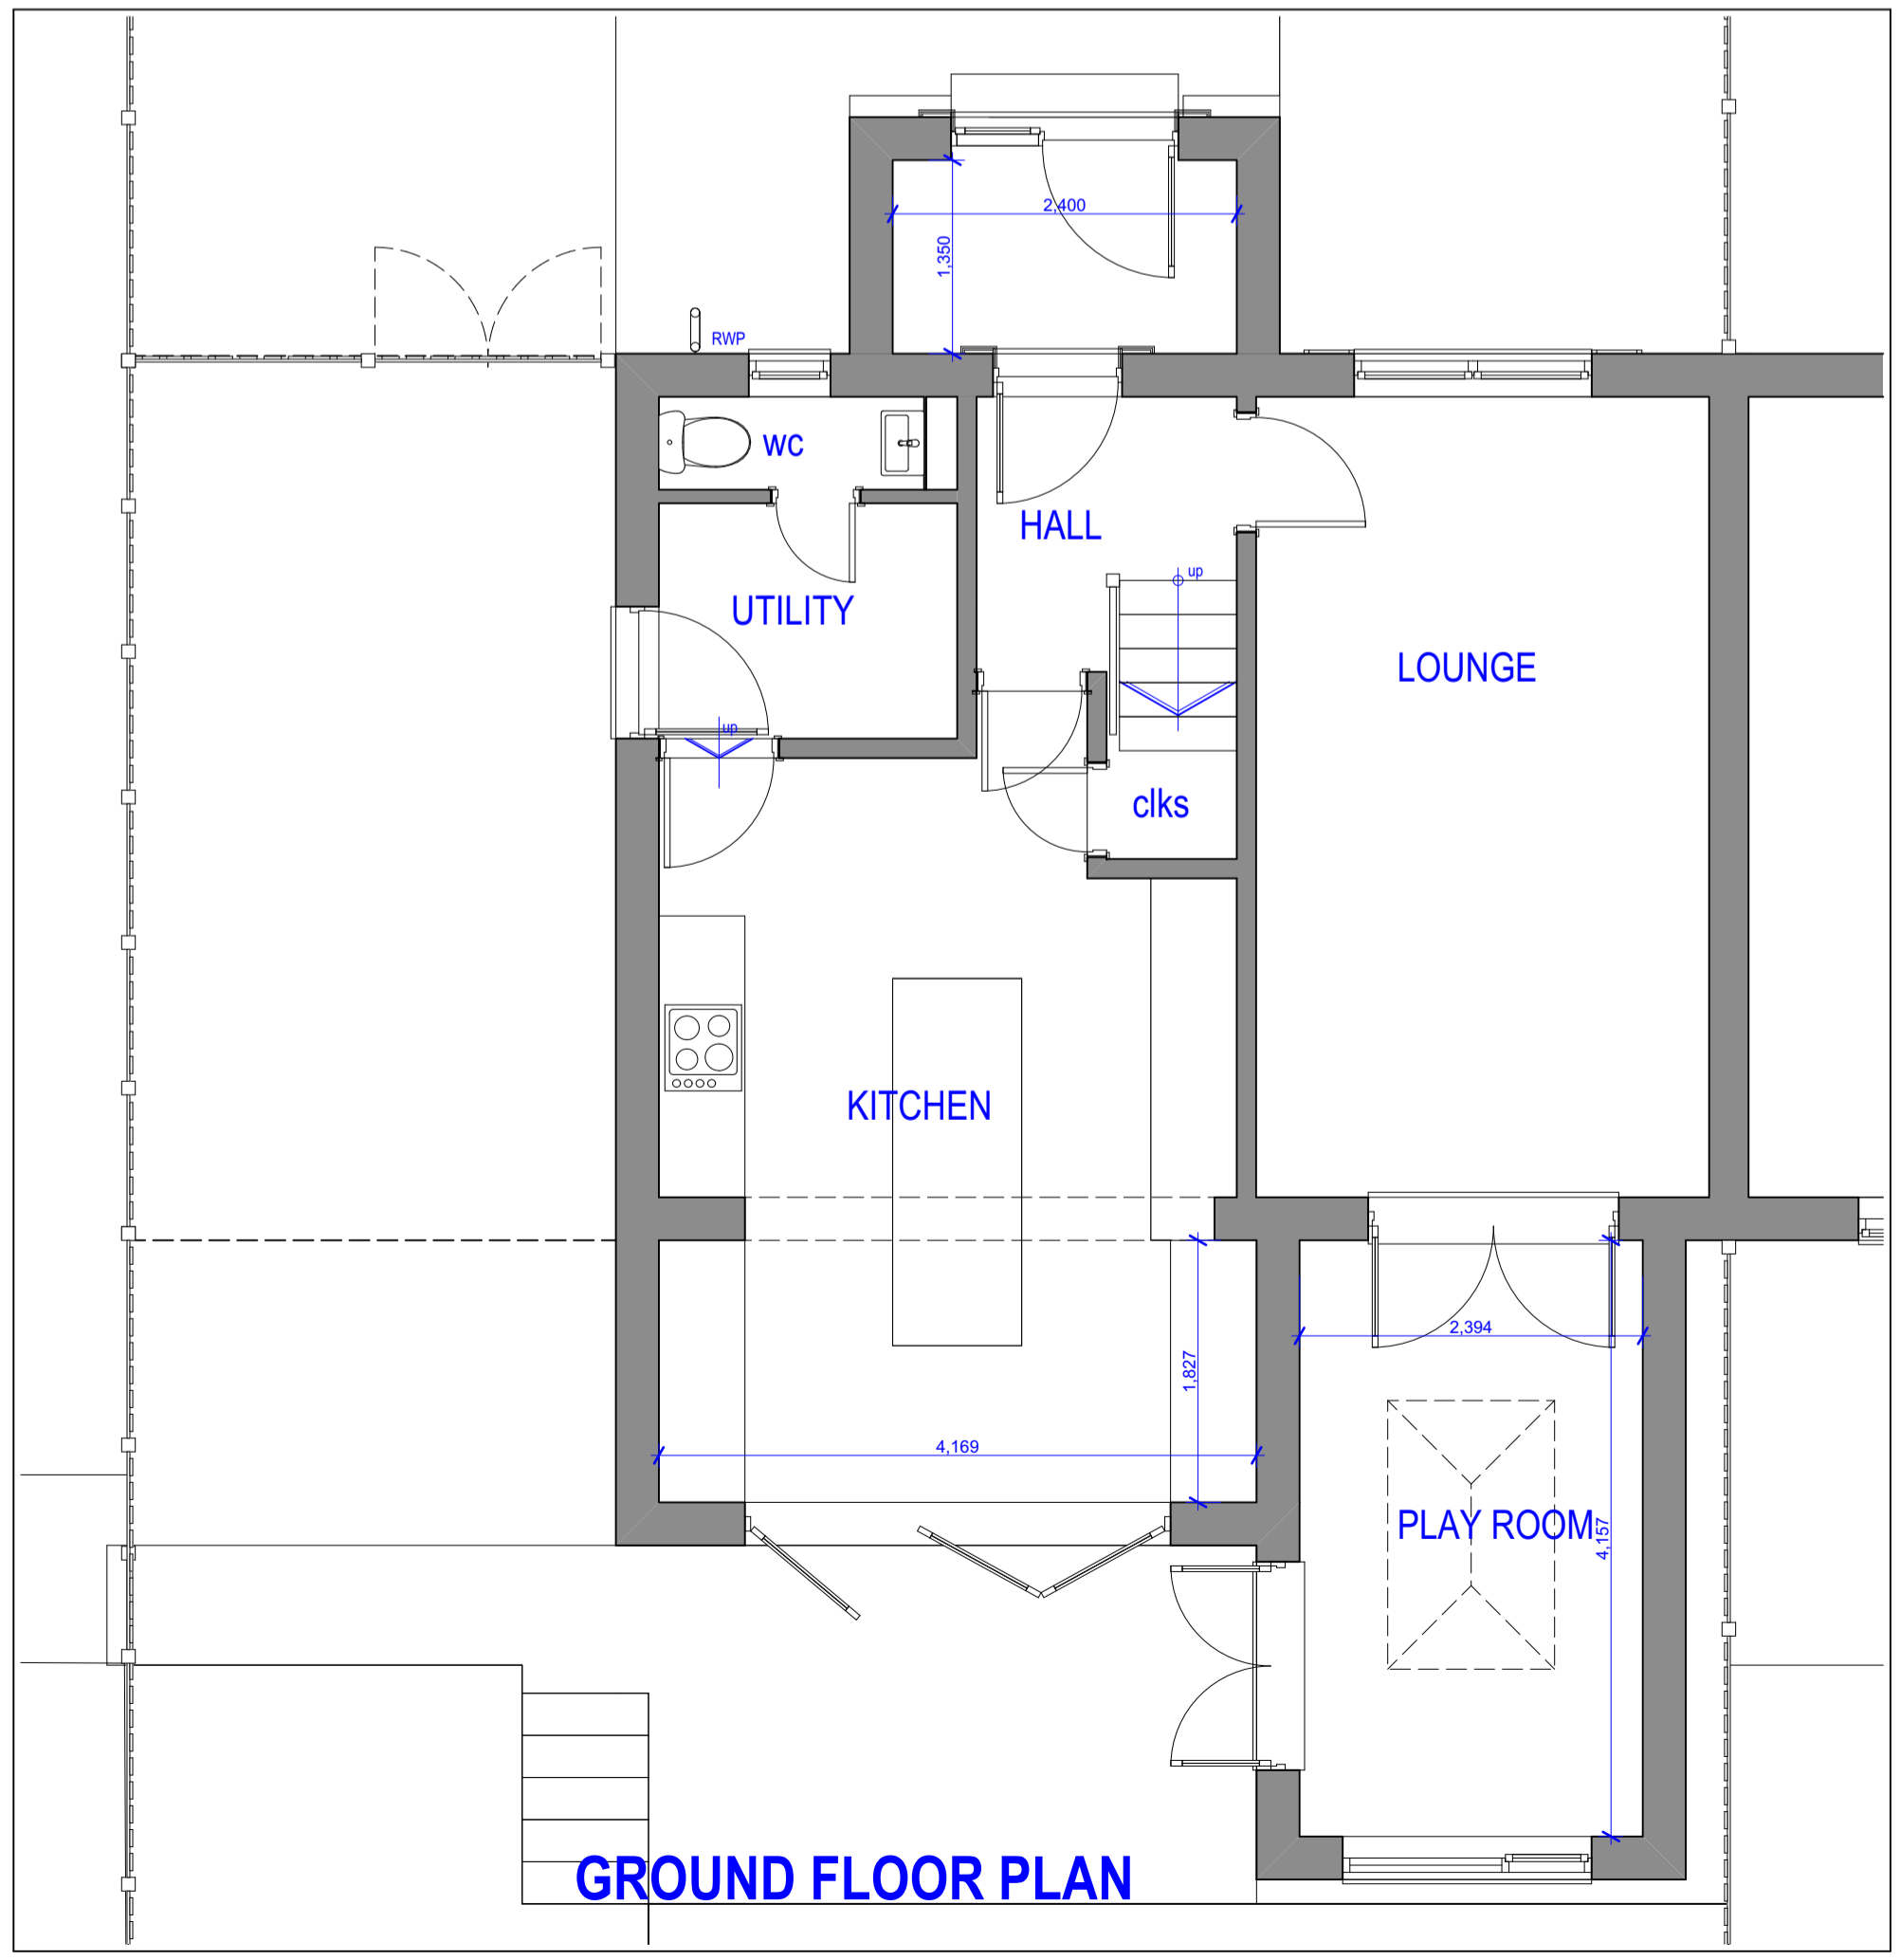 2,400
1,350
RWP
wc
HALL
up
UTILITY
LOUNGE
up
clks
KITCHEN
2,394
1,827
4,169
PLAY ROOM
4,157
GROUND FLOOR PLAN